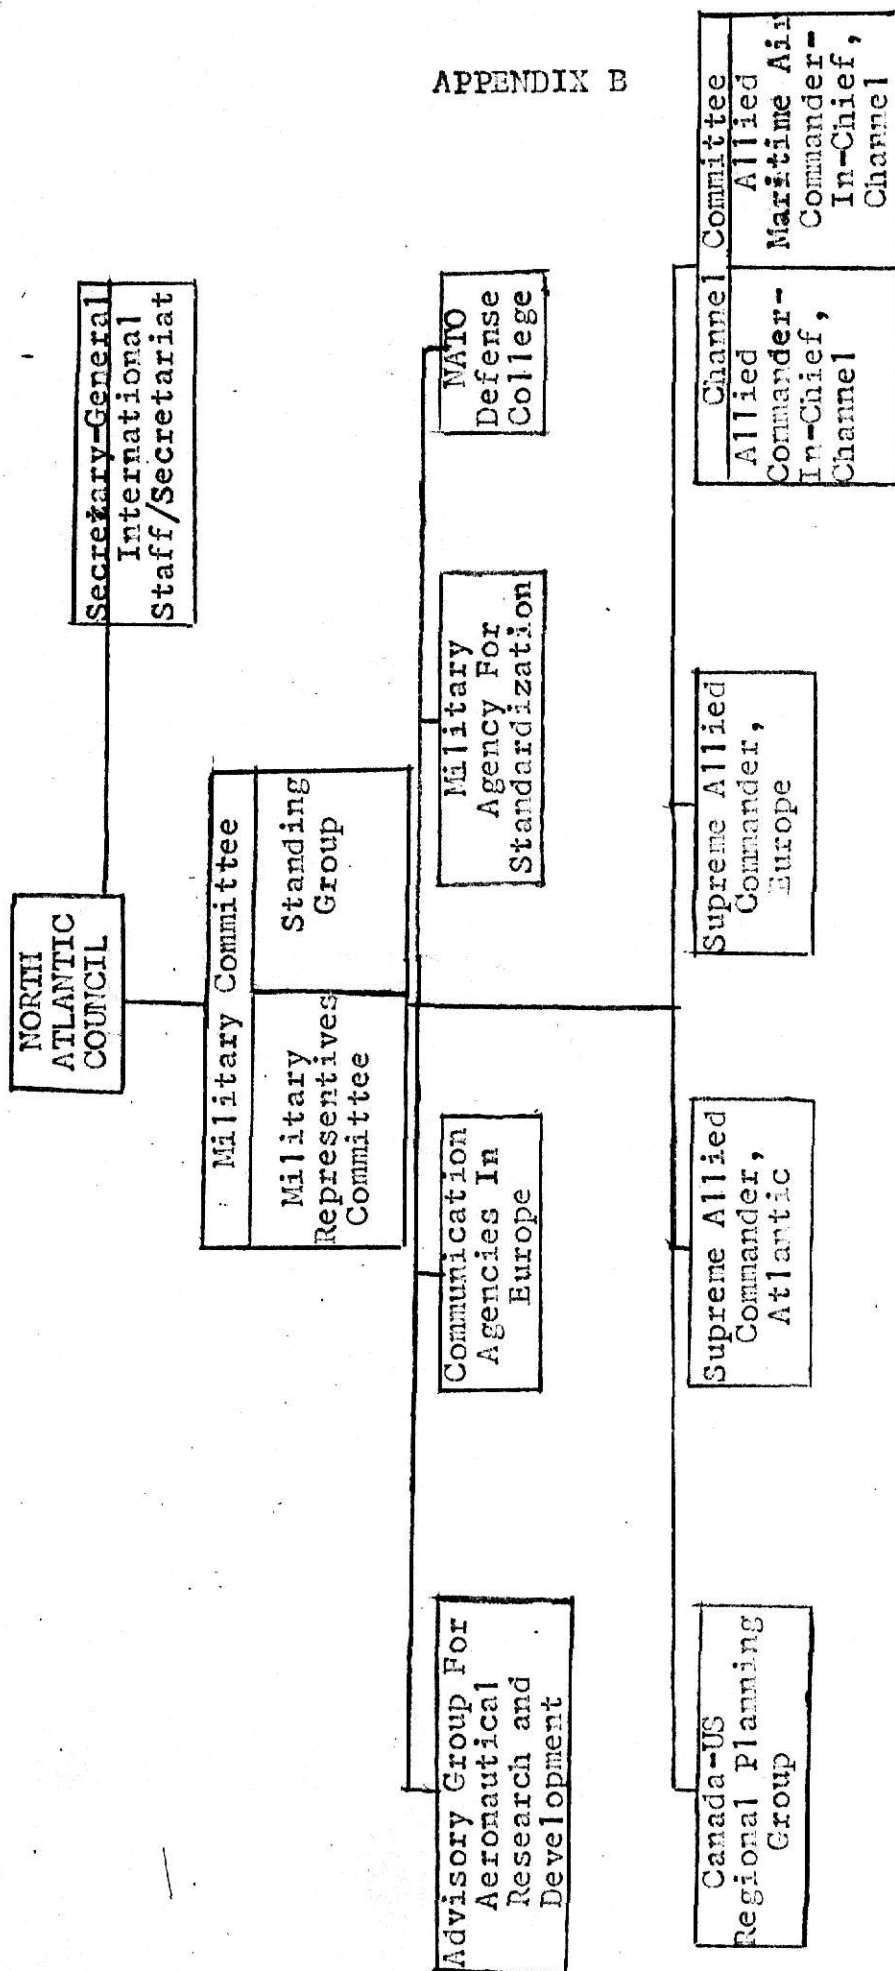 APPENDIX B
NORTH
ATLANTIC
COUNCIL
Secretary-General
International
Staff/Secretariat
Military Committee
Military
Representives
Committee
Standing
Group
Advisory Group For
Aeronautical
Research and
Development
Communication
Agencies In
Europe
Military
Agency For
Standardization
NATO
Defense
College
Canada-US
Regional Planning
Group
Supreme Allied
Commander,
Atlantic
Supreme Allied
Commander,
Europe
Channel Committee
Allied
Commander-
In-Chief,
Channel
Allied
Maritime Air
Commander-
In-Chief,
Channel